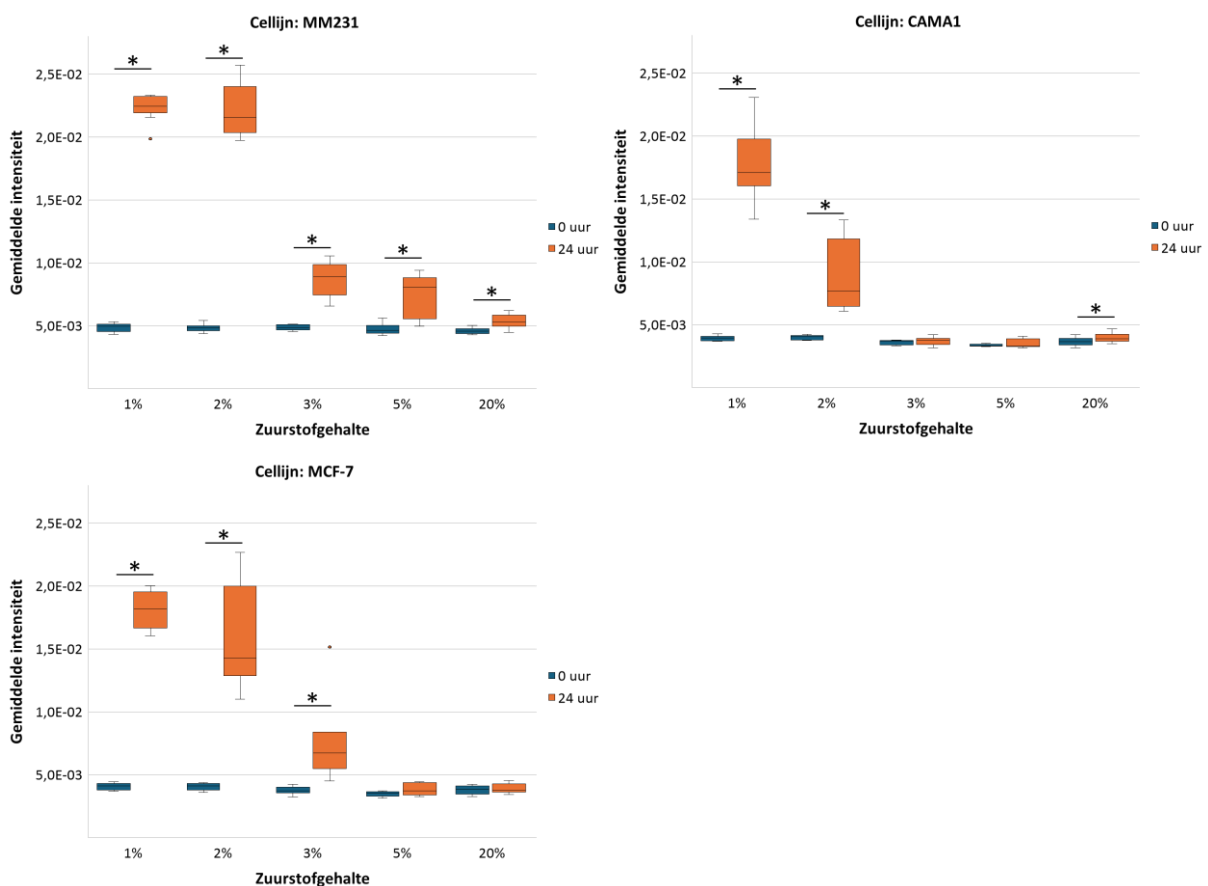 Cellijn: MM231
Gemiddelde intensiteit
2,5E-02
2,0E-02
1,5E-02
1,0E-02
5,0E-03
* * * * *
1% 2% 3% 5% 20%
Zuurstofgehalte
0 uur
24 uur
Cellijn: CAMA1
Gemiddelde intensiteit
2,5E-02
2,0E-02
1,5E-02
1,0E-02
5,0E-03
* * *
1% 2% 3% 5% 20%
Zuurstofgehalte
0 uur
24 uur
Cellijn: MCF-7
Gemiddelde intensiteit
2,5E-02
2,0E-02
1,5E-02
1,0E-02
5,0E-03
* * *
1% 2% 3% 5% 20%
Zuurstofgehalte
0 uur
24 uur